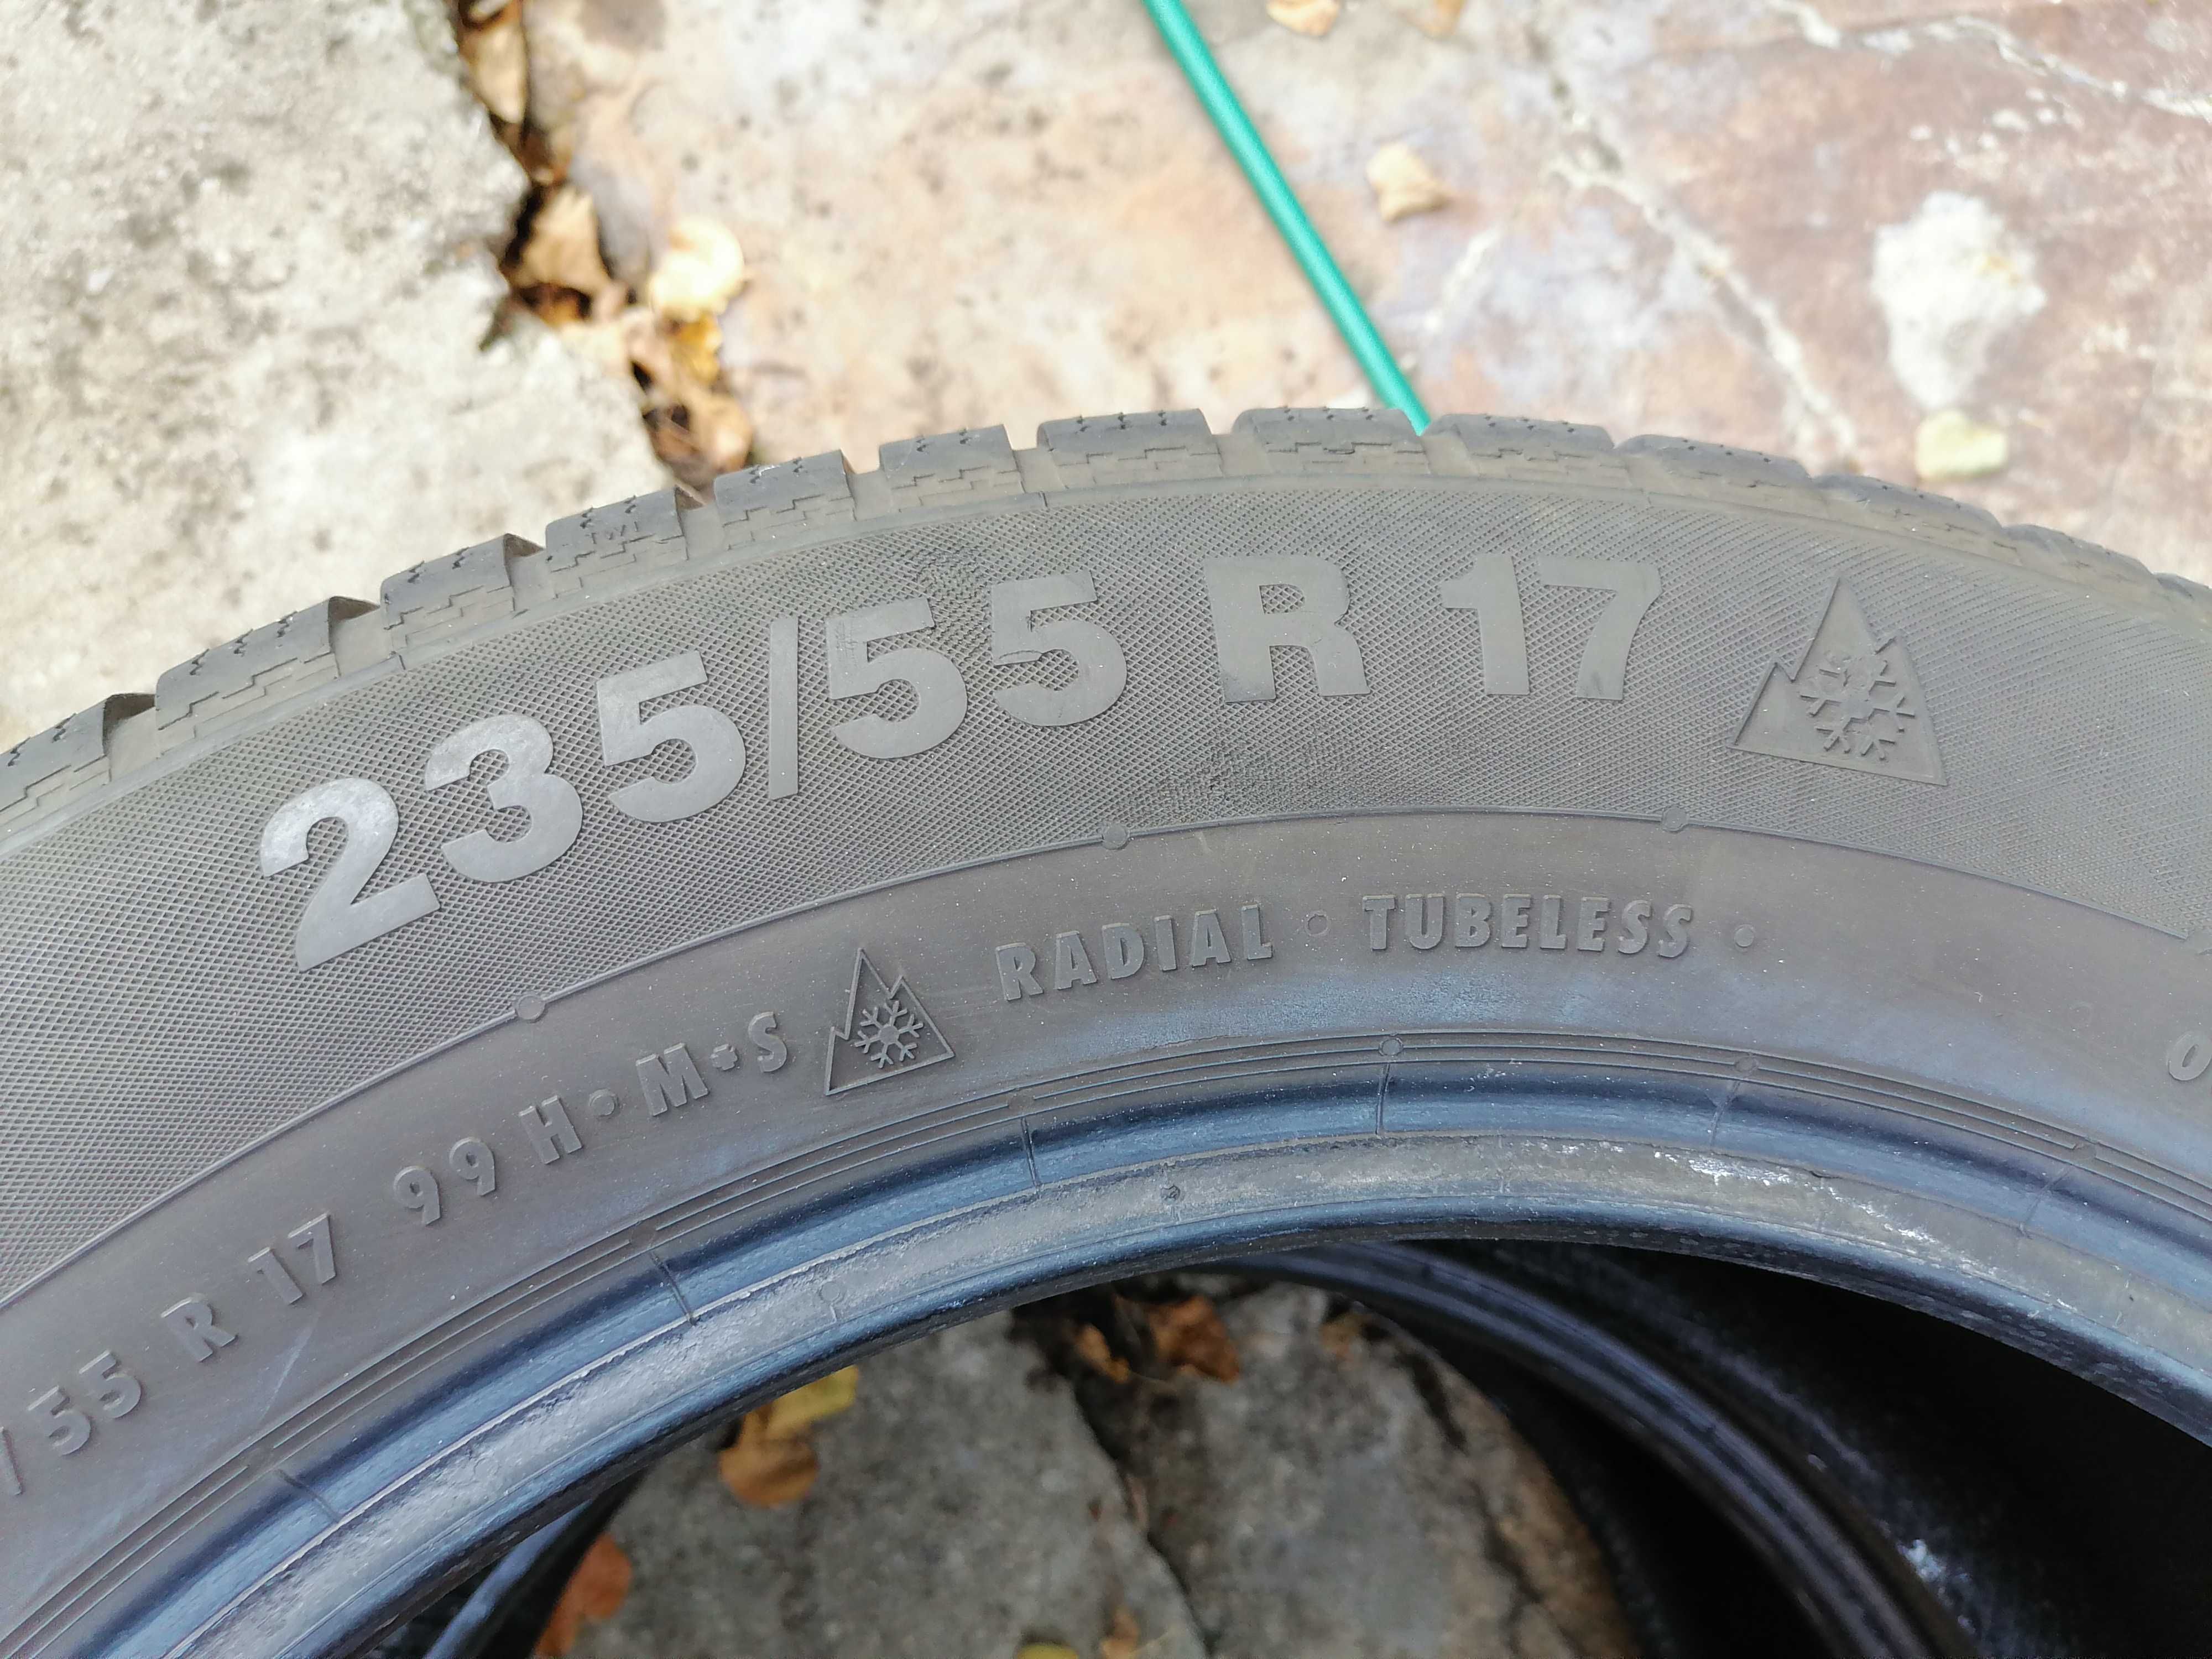 235/55 R 17
/55 R 17 99 H • M+S RADIAL • TUBELESS •